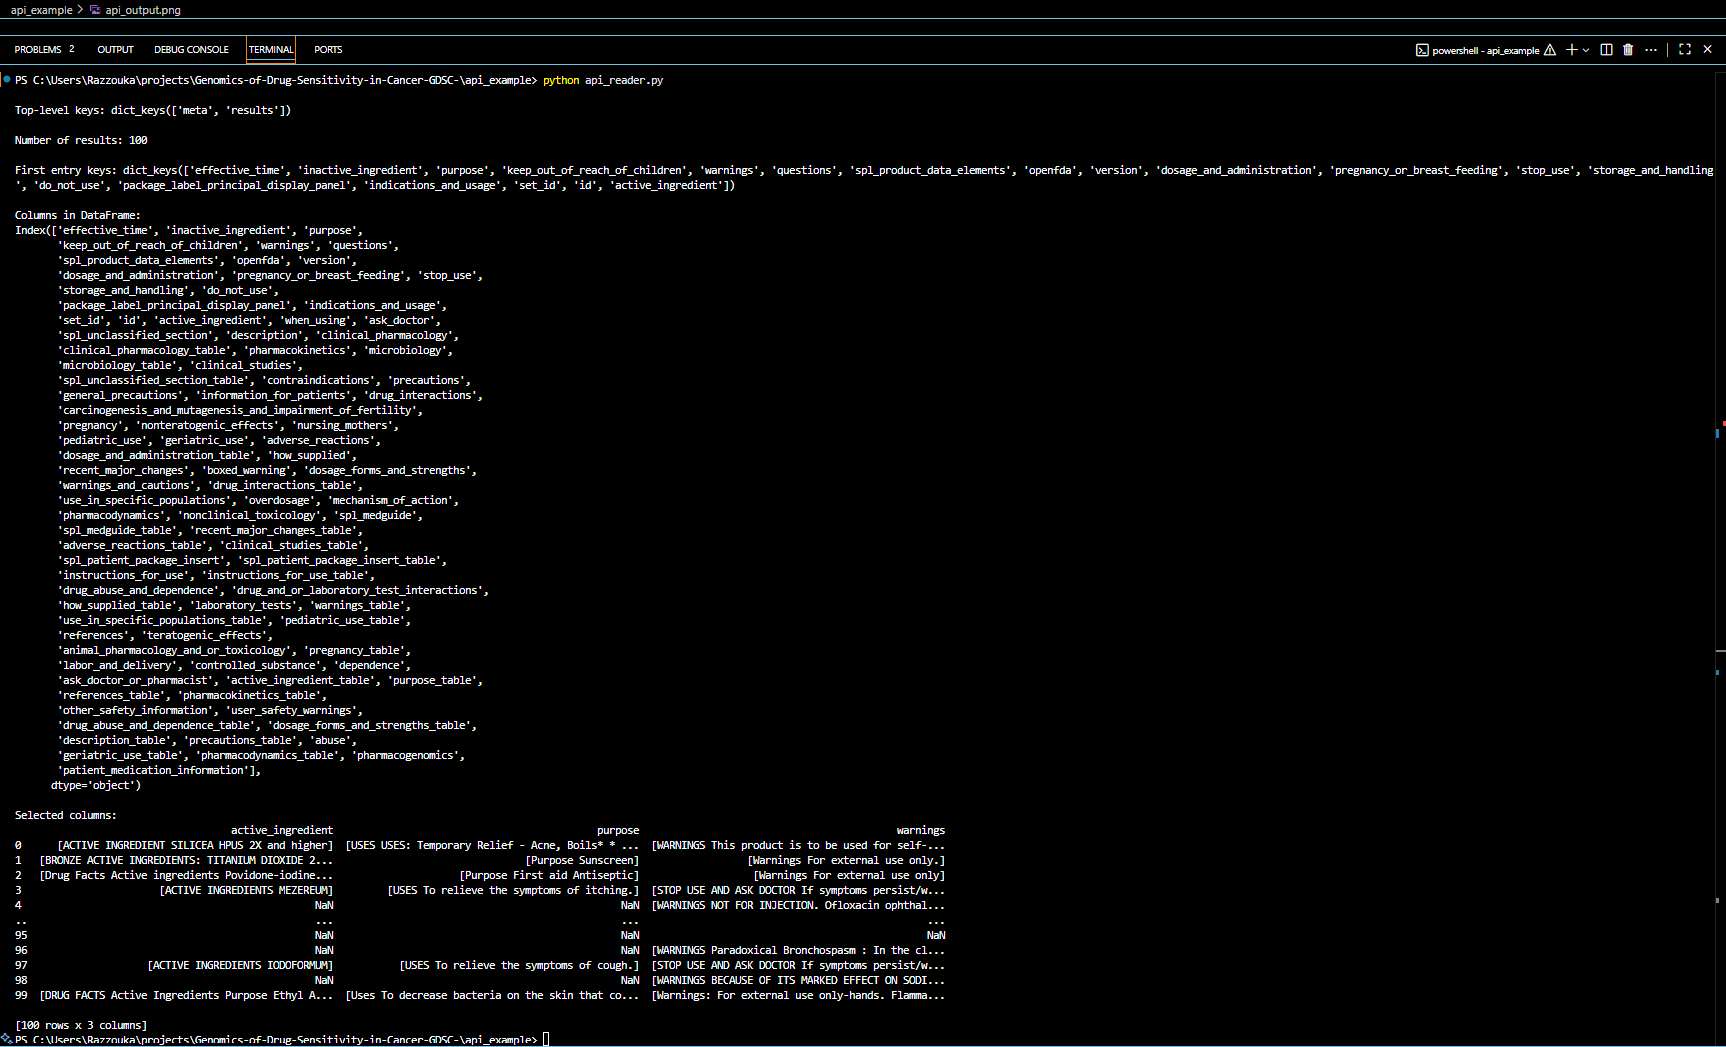 api_example > api_output.png
PROBLEMS 2 OUTPUT DEBUG CONSOLE TERMINAL PORTS powershell - api_example
PS C:\Users\Razzouka\projects\Genomics-of-Drug-Sensitivity-in-Cancer-GDSC-\api_example> python api_reader.py
Top-level keys: dict_keys(['meta', 'results'])
Number of results: 100
First entry keys: dict_keys(['effective_time', 'inactive_ingredient', 'purpose', 'keep_out_of_reach_of_children', 'warnings', 'questions', 'spl_product_data_elements', 'openfda', 'version', 'dosage_and_administration', 'pregnancy_or_breast_feeding', 'stop_use', 'storage_and_handling
', 'do_not_use', 'package_label_principal_display_panel', 'indications_and_usage', 'set_id', 'id', 'active_ingredient'])
Columns in DataFrame:
Index(['effective_time', 'inactive_ingredient', 'purpose',
'keep_out_of_reach_of_children', 'warnings', 'questions',
'spl_product_data_elements', 'openfda', 'version',
'dosage_and_administration', 'pregnancy_or_breast_feeding', 'stop_use',
'storage_and_handling', 'do_not_use',
'package_label_principal_display_panel', 'indications_and_usage',
'set_id', 'id', 'active_ingredient', 'when_using', 'ask_doctor',
'spl_unclassified_section', 'description', 'clinical_pharmacology',
'clinical_pharmacology_table', 'pharmacokinetics', 'microbiology',
'microbiology_table', 'clinical_studies',
'spl_unclassified_section_table', 'contraindications', 'precautions',
'general_precautions', 'information_for_patients', 'drug_interactions',
'carcinogenesis_and_mutagenesis_and_impairment_of_fertility',
'pregnancy', 'nonteratogenic_effects', 'nursing_mothers',
'pediatric_use', 'geriatric_use', 'adverse_reactions',
'dosage_and_administration_table', 'how_supplied',
'recent_major_changes', 'boxed_warning', 'dosage_forms_and_strengths',
'warnings_and_cautions', 'drug_interactions_table',
'use_in_specific_populations', 'overdosage', 'mechanism_of_action',
'pharmacodynamics', 'nonclinical_toxicology', 'spl_medguide',
'spl_medguide_table', 'recent_major_changes_table',
'adverse_reactions_table', 'clinical_studies_table',
'spl_patient_package_insert', 'spl_patient_package_insert_table',
'instructions_for_use', 'instructions_for_use_table',
'drug_abuse_and_dependence', 'drug_and_or_laboratory_test_interactions',
'how_supplied_table', 'laboratory_tests', 'warnings_table',
'use_in_specific_populations_table', 'pediatric_use_table',
'references', 'teratogenic_effects',
'animal_pharmacology_and_or_toxicology', 'pregnancy_table',
'labor_and_delivery', 'controlled_substance', 'dependence',
'ask_doctor_or_pharmacist', 'active_ingredient_table', 'purpose_table',
'references_table', 'pharmacokinetics_table',
'other_safety_information', 'user_safety_warnings',
'drug_abuse_and_dependence_table', 'dosage_forms_and_strengths_table',
'description_table', 'precautions_table', 'abuse',
'geriatric_use_table', 'pharmacodynamics_table', 'pharmacogenomics',
'patient_medication_information'],
dtype='object')
Selected columns:
active_ingredient purpose warnings
0 [ACTIVE INGREDIENT SILICEA HPUS 2X and higher] [USES USES: Temporary Relief - Acne, Boils* * ... [WARNINGS This product is to be used for self-...
1 [BRONZE ACTIVE INGREDIENTS: TITANIUM DIOXIDE 2... [Purpose Sunscreen] [Warnings For external use only.]
2 [Drug Facts Active ingredients Povidone-iodine... [Purpose First aid Antiseptic] [Warnings For external use only]
3 [ACTIVE INGREDIENTS MEZEREUM] [USES To relieve the symptoms of itching.] [STOP USE AND ASK DOCTOR If symptoms persist/w...
4 NaN NaN [WARNINGS NOT FOR INJECTION. Ofloxacin ophthal...
.. ... ... ...
95 NaN NaN NaN
96 NaN NaN [WARNINGS Paradoxical Bronchospasm : In the cl...
97 [ACTIVE INGREDIENTS IODOFORMUM] [USES To relieve the symptoms of cough.] [STOP USE AND ASK DOCTOR If symptoms persist/w...
98 NaN NaN [WARNINGS BECAUSE OF ITS MARKED EFFECT ON SODI...
99 [DRUG FACTS Active Ingredients Purpose Ethyl A... [Uses To decrease bacteria on the skin that co... [Warnings: For external use only-hands. Flamma...
[100 rows x 3 columns]
PS C:\Users\Razzouka\projects\Genomics-of-Drug-Sensitivity-in-Cancer-GDSC-\api_example>